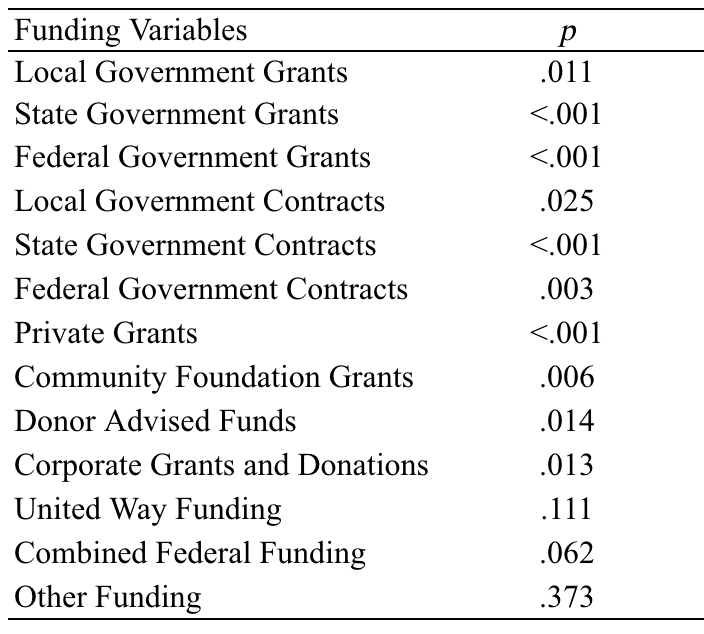 Funding Variables p
Local Government Grants .011
State Government Grants <.001
Federal Government Grants <.001
Local Government Contracts .025
State Government Contracts <.001
Federal Government Contracts .003
Private Grants <.001
Community Foundation Grants .006
Donor Advised Funds .014
Corporate Grants and Donations .013
United Way Funding .111
Combined Federal Funding .062
Other Funding .373